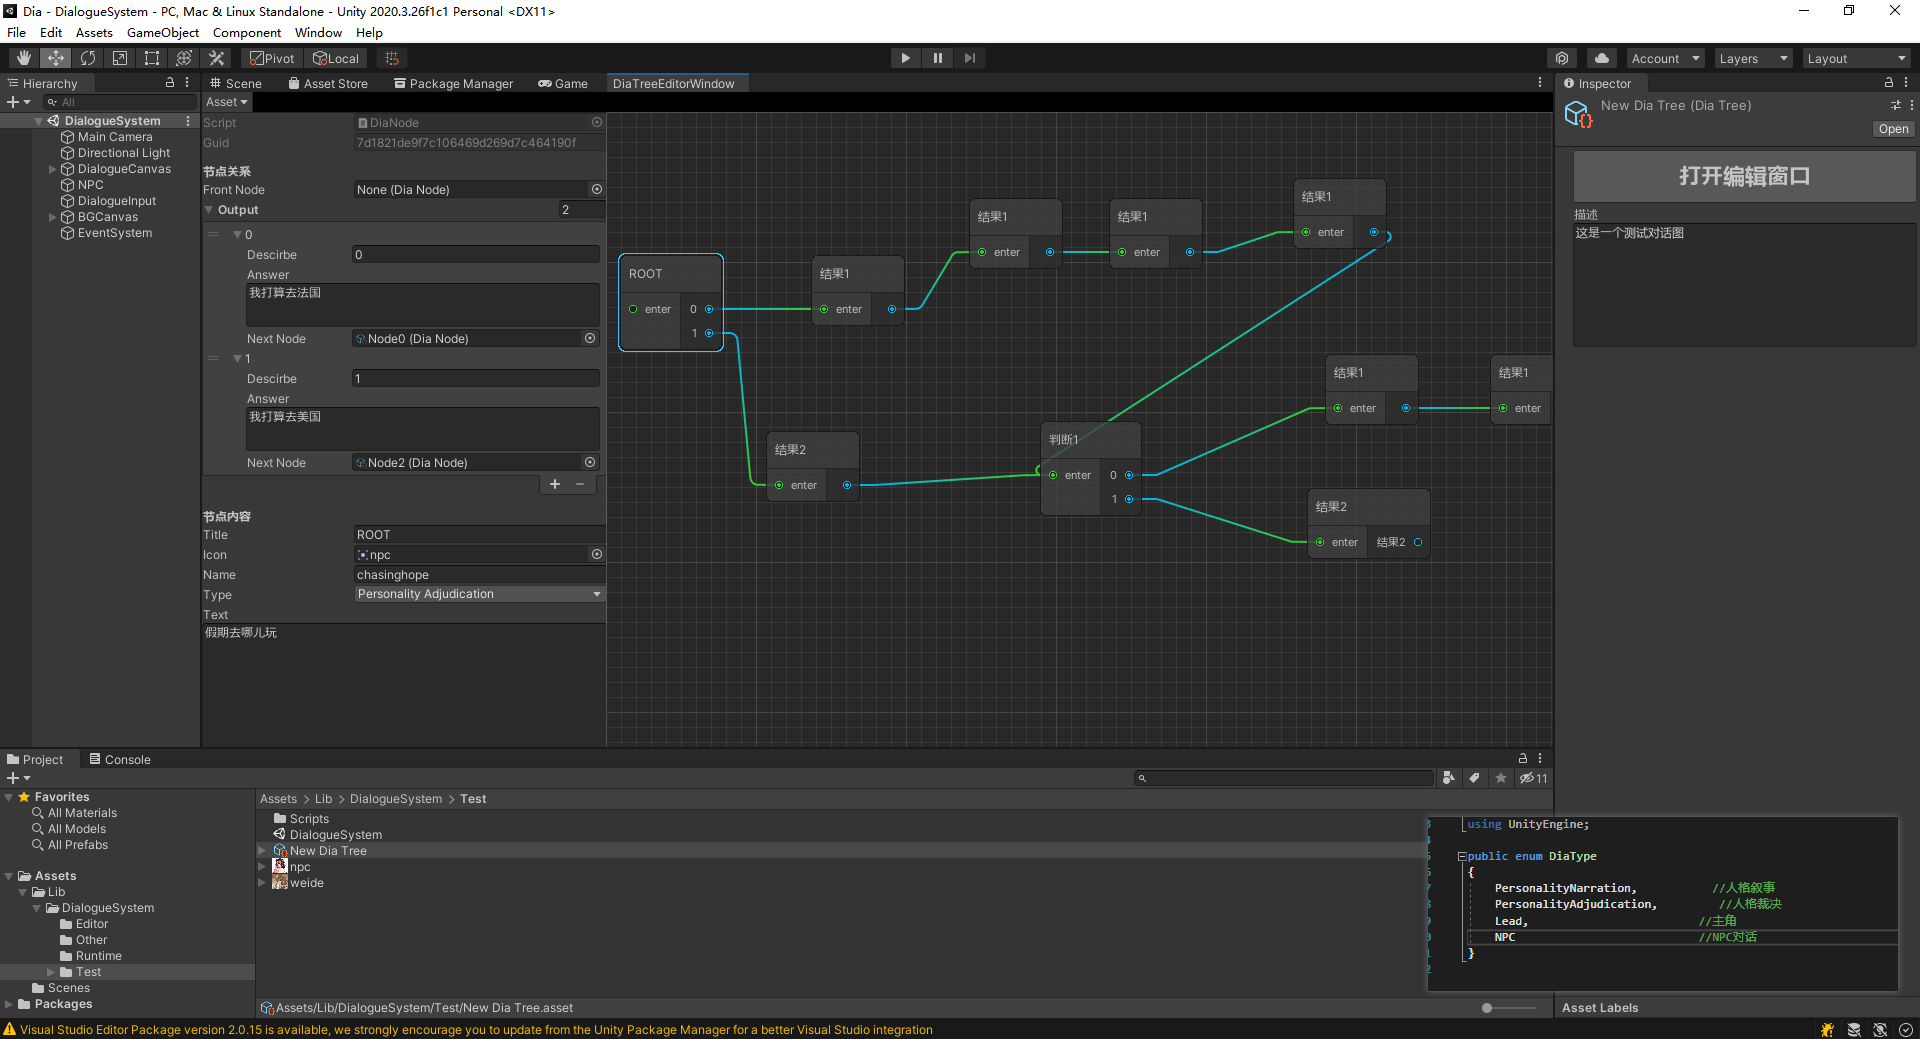 Dia - DialogueSystem - PC, Mac & Linux Standalone - Unity 2020.3.26f1c1 Personal <DX11>
File Edit Assets GameObject Component Window Help
Pivot Local
Account Layers Layout
Hierarchy
All
DialogueSystem
Main Camera
Directional Light
DialogueCanvas
NPC
DialogueInput
BGCanvas
EventSystem
Scene Asset Store Package Manager Game DiaTreeEditorWindow
Asset
Script DiaNode
Guid 7d1821de9f7c106469d269d7c464190f
节点关系
Front Node None (Dia Node)
Output 2
0
Descirbe 0
Answer
我打算去法国
Next Node Node0 (Dia Node)
1
Descirbe 1
Answer
我打算去美国
Next Node Node2 (Dia Node)
+ −
节点内容
Title ROOT
Icon npc
Name chasinghope
Type Personality Adjudication
Text
假期去哪儿玩
ROOT
enter 0
1
结果1
enter
结果1
enter
结果1
enter
结果1
enter
结果2
enter
判断1
enter 0
1
结果1
enter
结果1
enter
结果2
enter 结果2
Inspector
New Dia Tree (Dia Tree)
Open
打开编辑窗口
描述
这是一个测试对话图
Project Console
11
Favorites
All Materials
All Models
All Prefabs
Assets
Lib
DialogueSystem
Editor
Other
Runtime
Test
Scenes
Packages
Assets > Lib > DialogueSystem > Test
Scripts
DialogueSystem
New Dia Tree
npc
weide
Assets/Lib/DialogueSystem/Test/New Dia Tree.asset
using UnityEngine;
public enum DiaType
{
PersonalityNarration, //人格叙事
PersonalityAdjudication, //人格裁决
Lead, //主角
NPC //NPC对话
}
Asset Labels
Visual Studio Editor Package version 2.0.15 is available, we strongly encourage you to update from the Unity Package Manager for a better Visual Studio integration